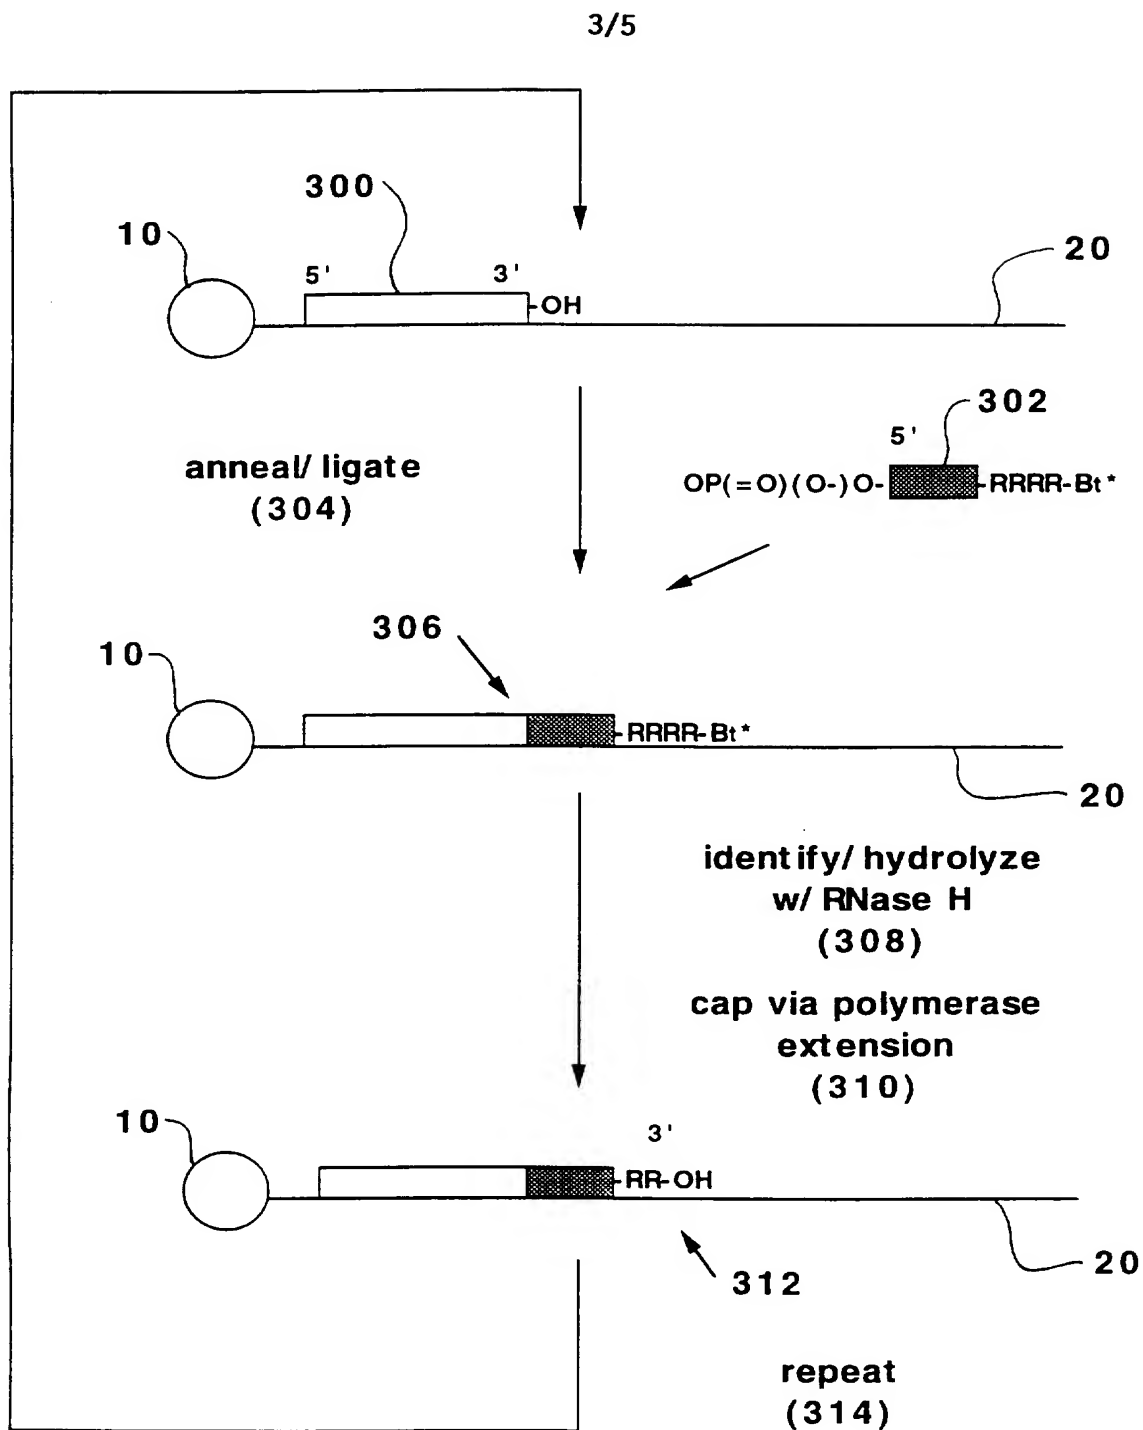 3/5
300
10
5' 3'
20
-OH
302
5'
anneal/ ligate
(304)
OP(=O)(O-)O- -RRRR-Bt*
306
10
-RRRR-Bt*
20
identify/ hydrolyze
w/ RNase H
(308)
cap via polymerase
extension
(310)
10
3'
-RR-OH
20
312
repeat
(314)